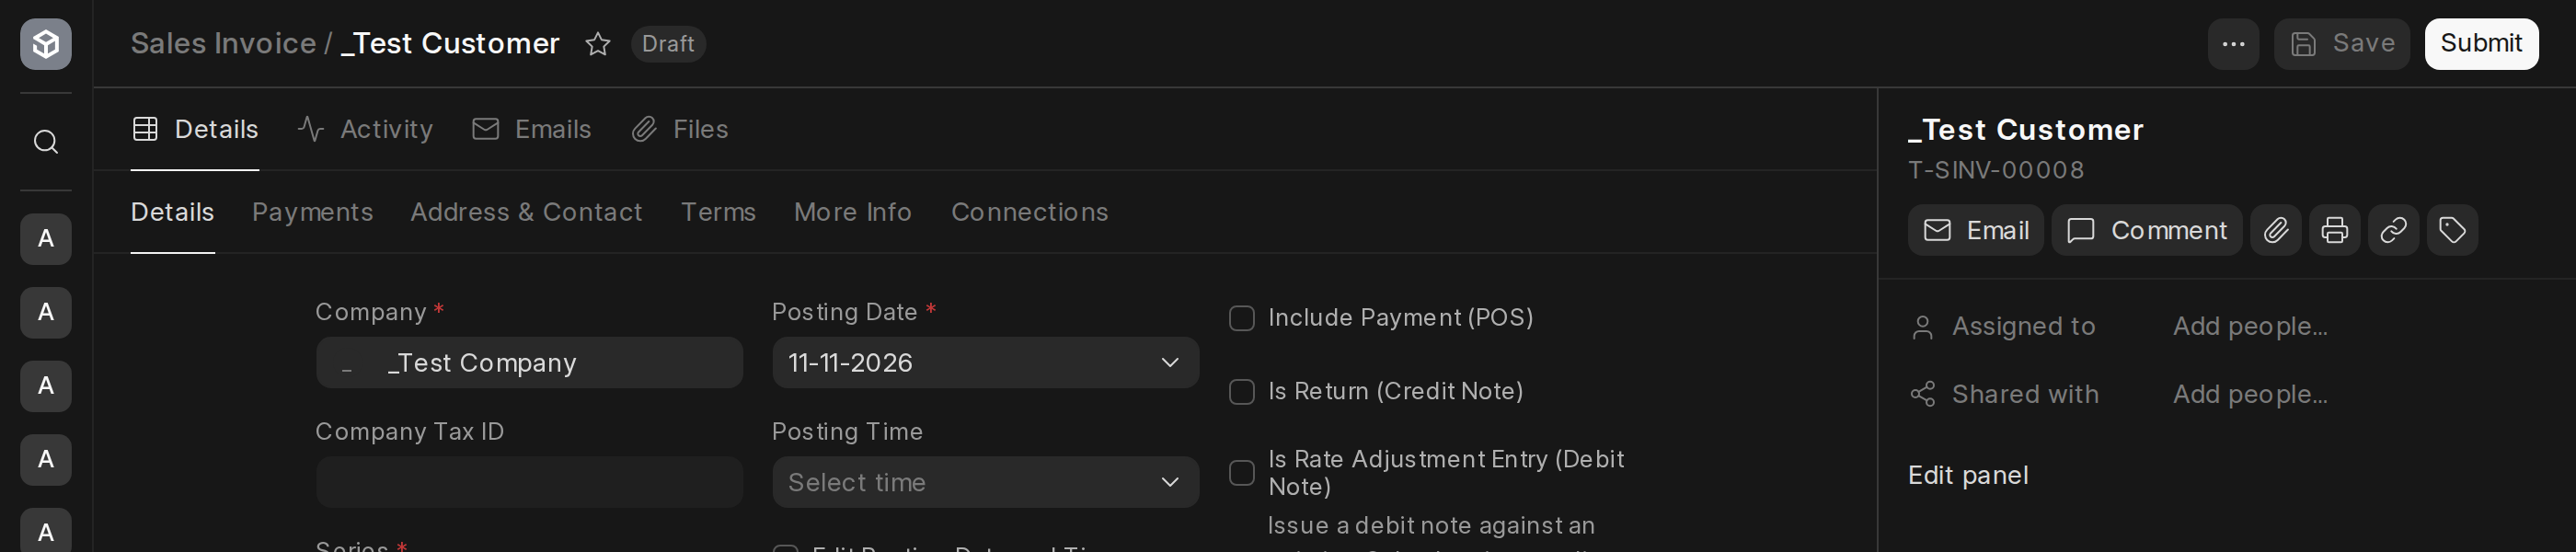 Sales Invoice / _Test Customer Draft
Save Submit
Details Activity Emails Files
Details Payments Address & Contact Terms More Info Connections
A
A
A
A
A
Company *
_ _Test Company
Company Tax ID
Series *
Posting Date *
11-11-2026
Posting Time
Select time
Include Payment (POS)
Is Return (Credit Note)
Is Rate Adjustment Entry (Debit
Note)
Issue a debit note against an
_Test Customer
T-SINV-00008
Email Comment
Assigned to Add people...
Shared with Add people...
Edit panel